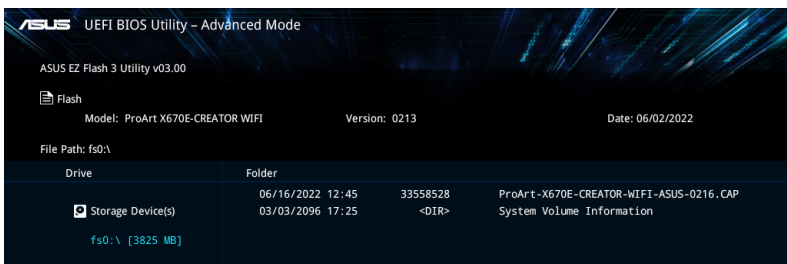 ASUS UEFI BIOS Utility – Advanced Mode
ASUS EZ Flash 3 Utility v03.00
Flash
Model: ProArt X670E-CREATOR WIFI Version: 0213 Date: 06/02/2022
File Path: fs0:\
Drive Folder
06/16/2022 12:45 33558528 ProArt-X670E-CREATOR-WIFI-ASUS-0216.CAP
Storage Device(s) 03/03/2096 17:25 <DIR> System Volume Information
fs0:\ [3825 MB]